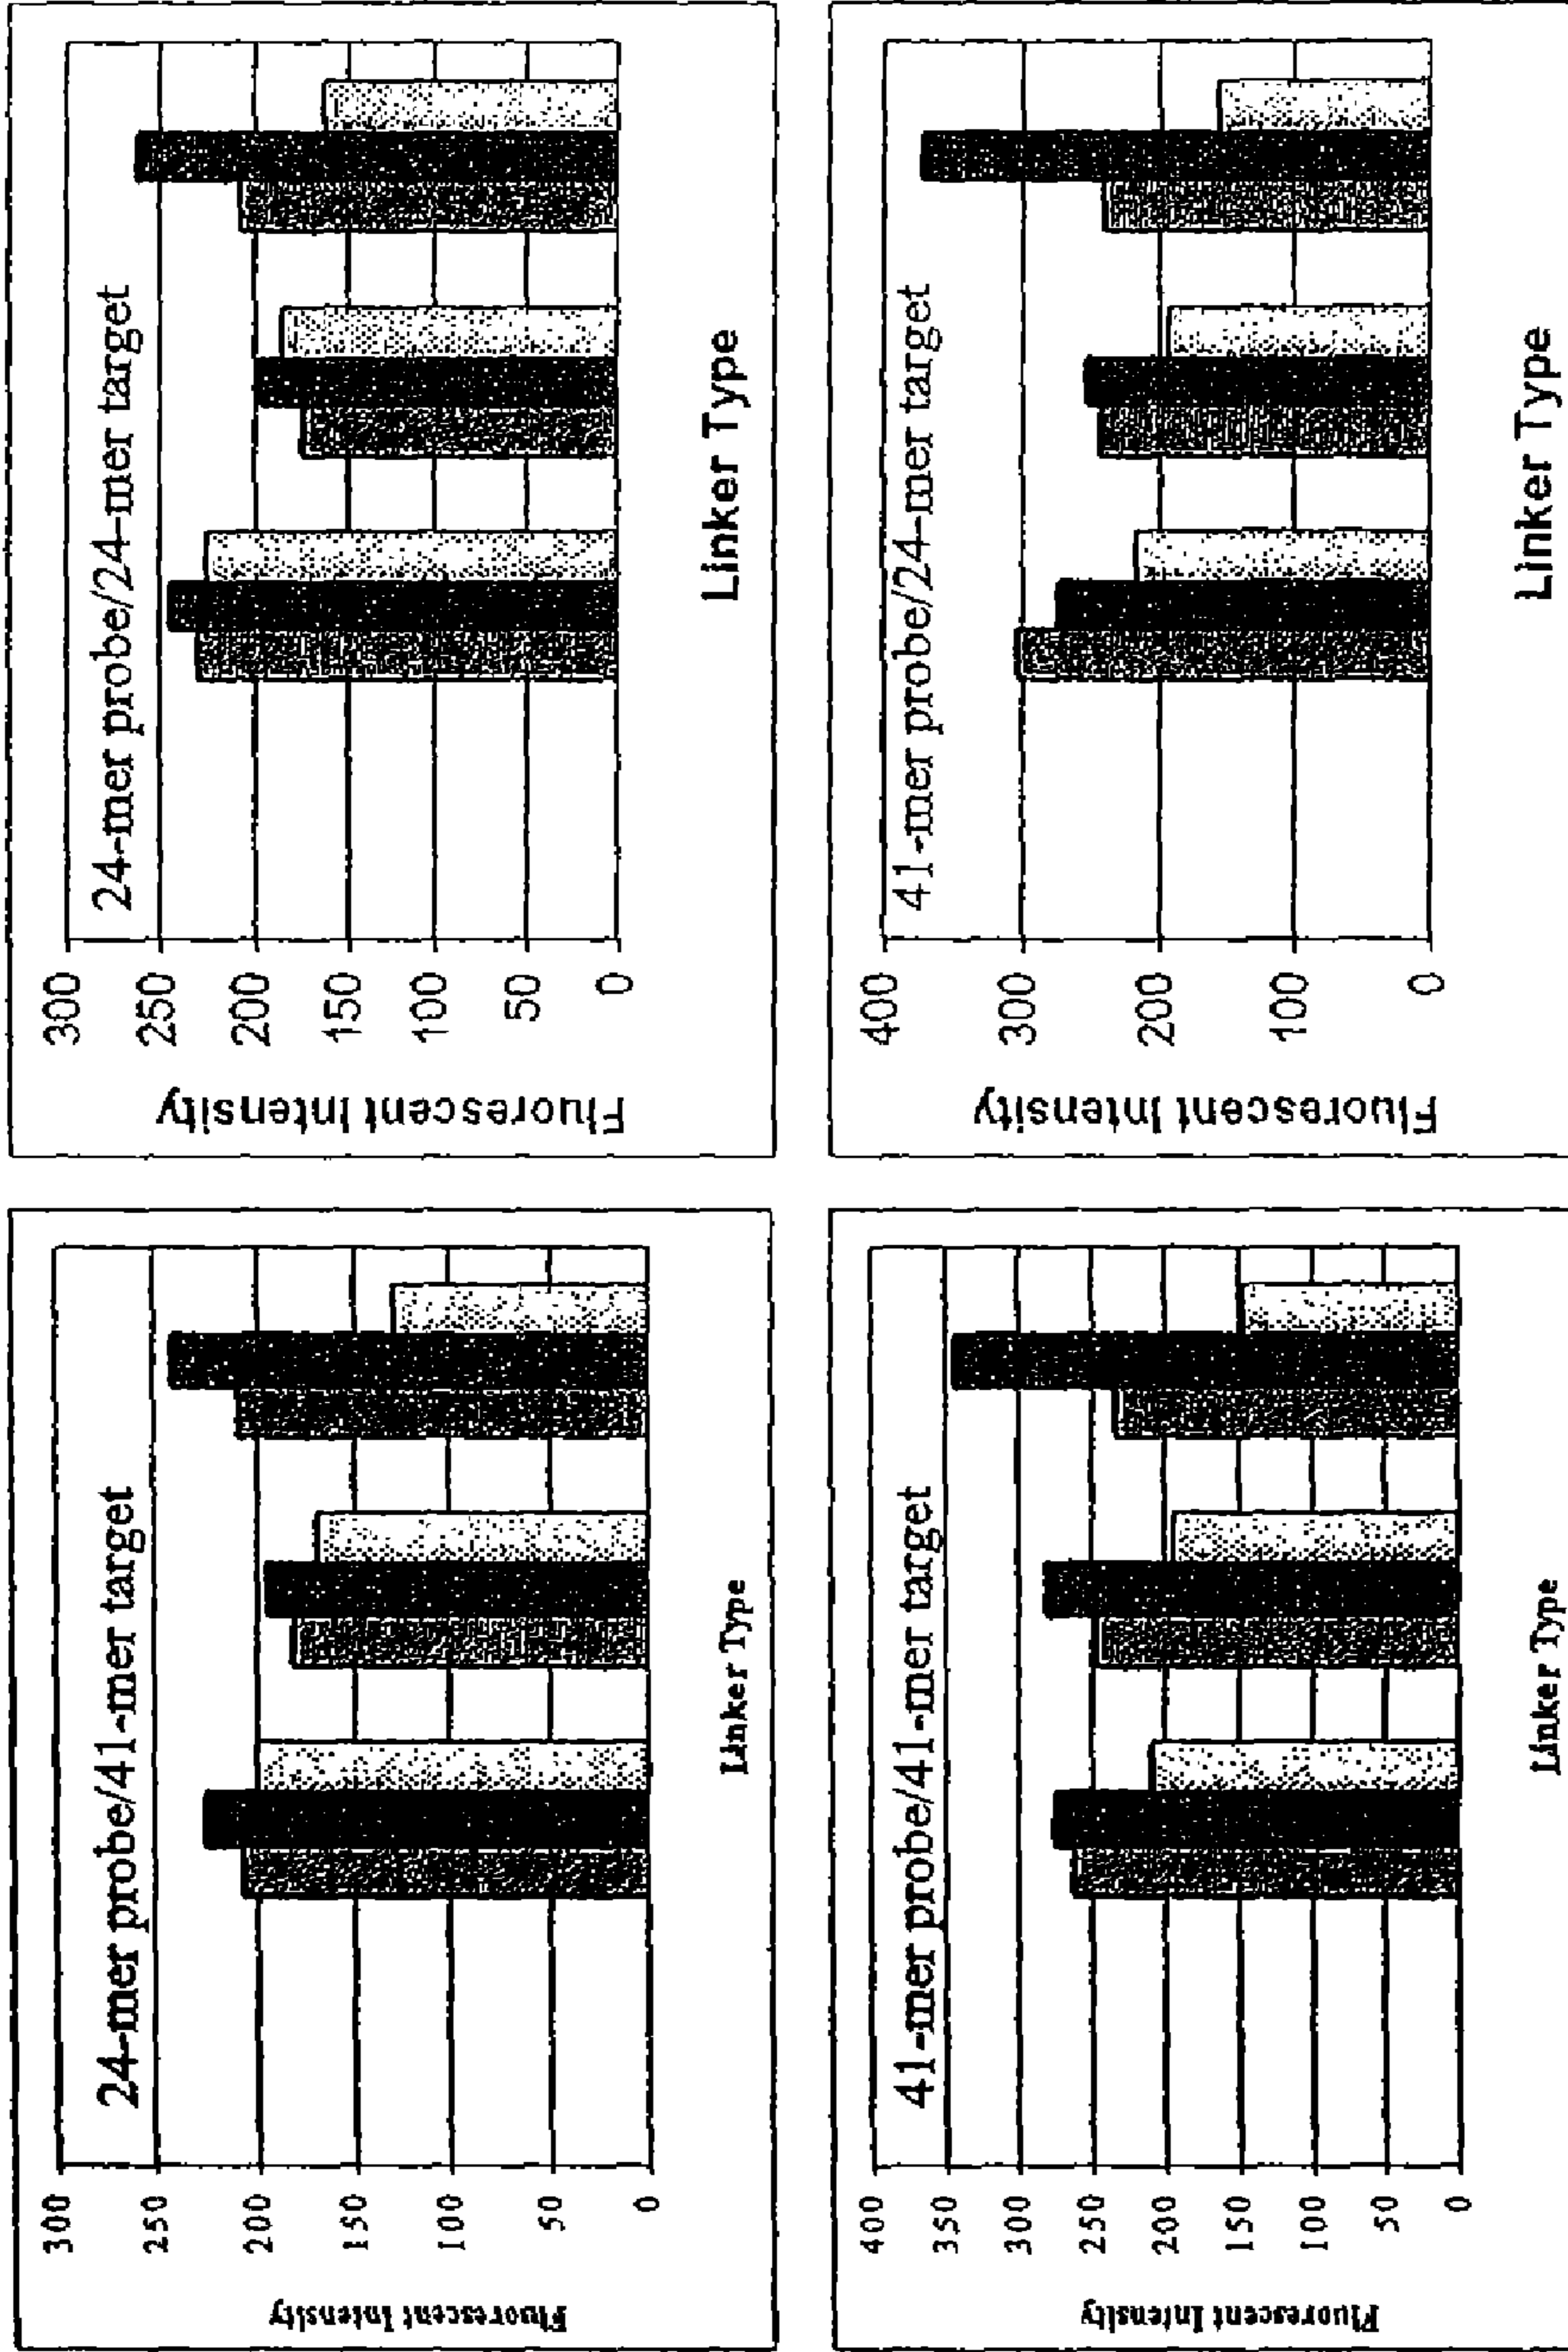 24-mer probe/41-mer target
300
250
200
150
100
50
0
Fluorescent Intensity
Linker Type
24-mer probe/24-mer target
300
250
200
150
100
50
0
Fluorescent Intensity
Linker Type
41-mer probe/41-mer target
400
350
300
250
200
150
100
50
0
Fluorescent Intensity
Linker Type
41-mer probe/24-mer target
400
300
200
100
0
Fluorescent Intensity
Linker Type